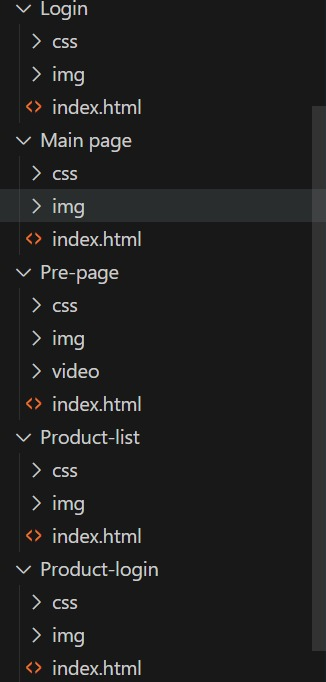 Login
css
img
index.html
Main page
css
img
index.html
Pre-page
css
img
video
index.html
Product-list
css
img
index.html
Product-login
css
img
index.html